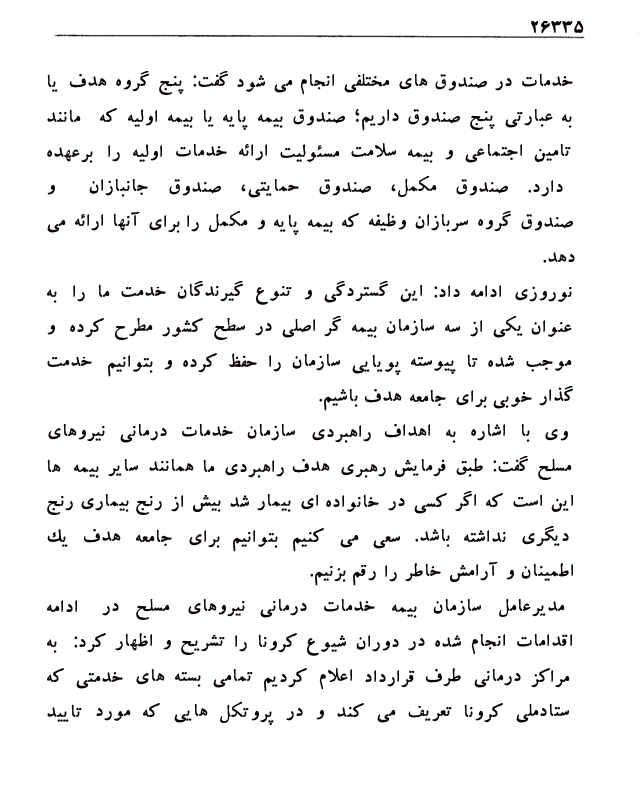 ۲۶۳۳۵
خدمات در صندوق های مختلفی انجام می شود گفت: پنج گروه هدف یا
به عبارتی پنج صندوق داریم؛ صندوق بیمه پایه یا بیمه اولیه که مانند
تامین اجتماعی و بیمه سلامت مسئولیت ارائه خدمات اولیه را برعهده
دارد. صندوق مکمل، صندوق حمایتی، صندوق جانبازان و
صندوق گروه سربازان وظیفه که بیمه پایه و مکمل را برای آنها ارائه می
دهد.
نوروزی ادامه داد: این گستردگی و تنوع گیرندگان خدمت ما را به
عنوان یکی از سه سازمان بیمه گر اصلی در سطح کشور مطرح کرده و
موجب شده تا پیوسته پویایی سازمان را حفظ کرده و بتوانیم خدمت
گذار خوبی برای جامعه هدف باشیم.
وی با اشاره به اهداف راهبردی سازمان خدمات درمانی نیروهای
مسلح گفت: طبق فرمایش رهبری هدف راهبردی ما همانند سایر بیمه ها
این است که اگر کسی در خانواده ای بیمار شد بیش از رنج بیماری رنج
دیگری نداشته باشد. سعی می کنیم بتوانیم برای جامعه هدف یك
اطمینان و آرامش خاطر را رقم بزنیم.
مدیرعامل سازمان بیمه خدمات درمانی نیروهای مسلح در ادامه
اقدامات انجام شده در دوران شیوع کرونا را تشریح و اظهار کرد: به
مراکز درمانی طرف قرارداد اعلام کردیم تمامی بسته های خدمتی که
ستادملی کرونا تعریف می کند و در پروتکل هایی که مورد تایید